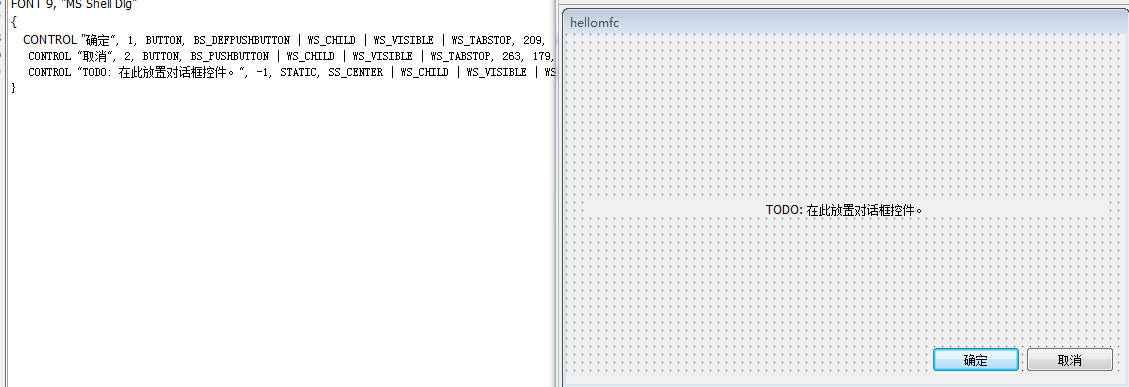 FONT 9, "MS Shell Dlg"
{
CONTROL "确定", 1, BUTTON, BS_DEFPUSHBUTTON | WS_CHILD | WS_VISIBLE | WS_TABSTOP, 209,
CONTROL "取消", 2, BUTTON, BS_PUSHBUTTON | WS_CHILD | WS_VISIBLE | WS_TABSTOP, 263, 179,
CONTROL "TODO: 在此放置对话框控件。", -1, STATIC, SS_CENTER | WS_CHILD | WS_VISIBLE | WS
}
hellomfc
TODO: 在此放置对话框控件。
确定 取消